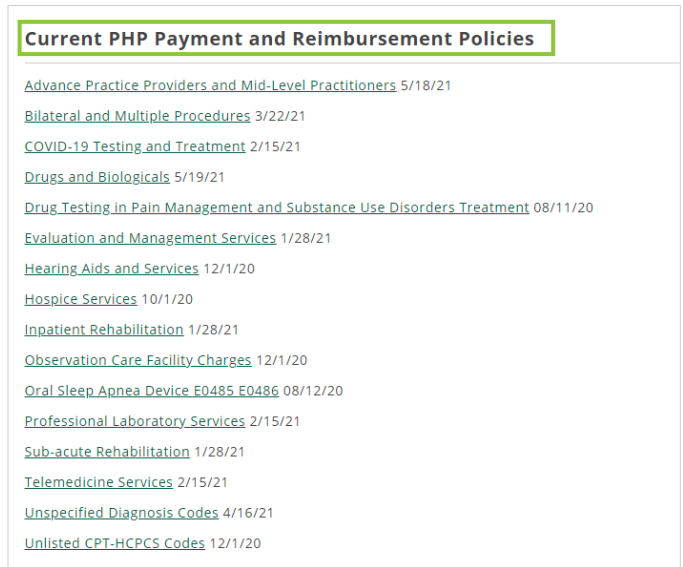 Current PHP Payment and Reimbursement Policies
Advance Practice Providers and Mid-Level Practitioners 5/18/21
Bilateral and Multiple Procedures 3/22/21
COVID-19 Testing and Treatment 2/15/21
Drugs and Biologicals 5/19/21
Drug Testing in Pain Management and Substance Use Disorders Treatment 08/11/20
Evaluation and Management Services 1/28/21
Hearing Aids and Services 12/1/20
Hospice Services 10/1/20
Inpatient Rehabilitation 1/28/21
Observation Care Facility Charges 12/1/20
Oral Sleep Apnea Device E0485 E0486 08/12/20
Professional Laboratory Services 2/15/21
Sub-acute Rehabilitation 1/28/21
Telemedicine Services 2/15/21
Unspecified Diagnosis Codes 4/16/21
Unlisted CPT-HCPCS Codes 12/1/20